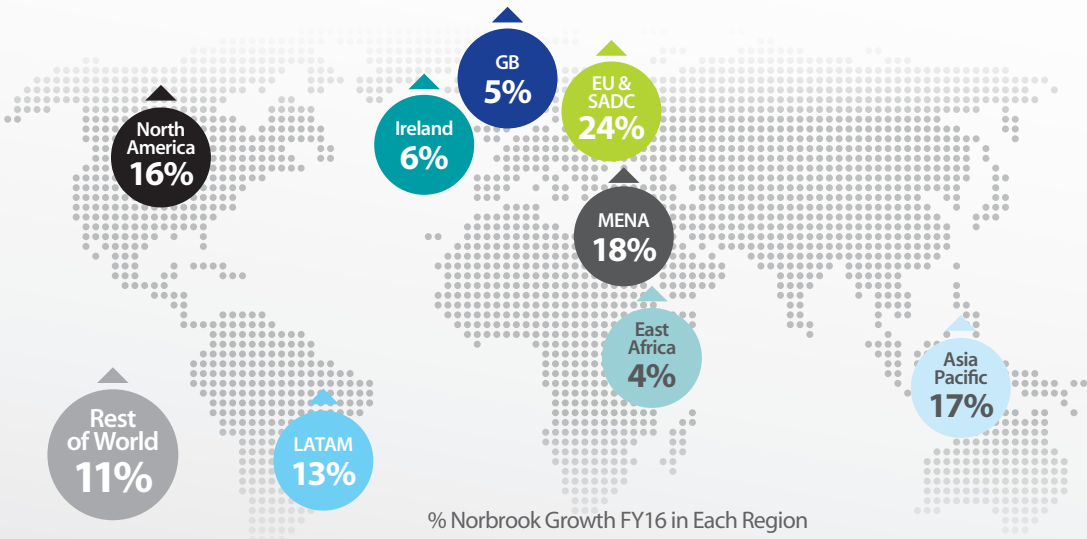 GB
5%
EU &
SADC
24%
North
America
16%
Ireland
6%
MENA
18%
East
Africa
4%
Asia
Pacific
17%
Rest
of World
11%
LATAM
13%
% Norbrook Growth FY16 in Each Region